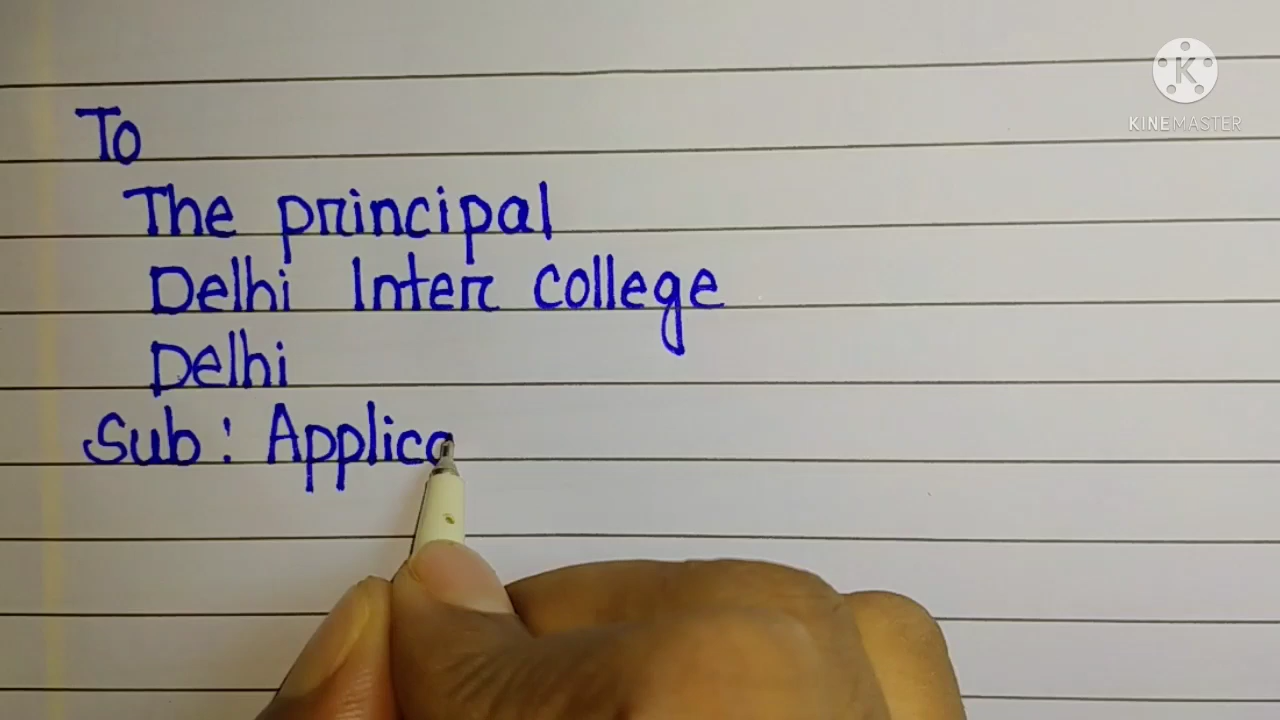 To
The principal
Delhi Inter college
Delhi
Sub: Applica
K
KINEMASTER